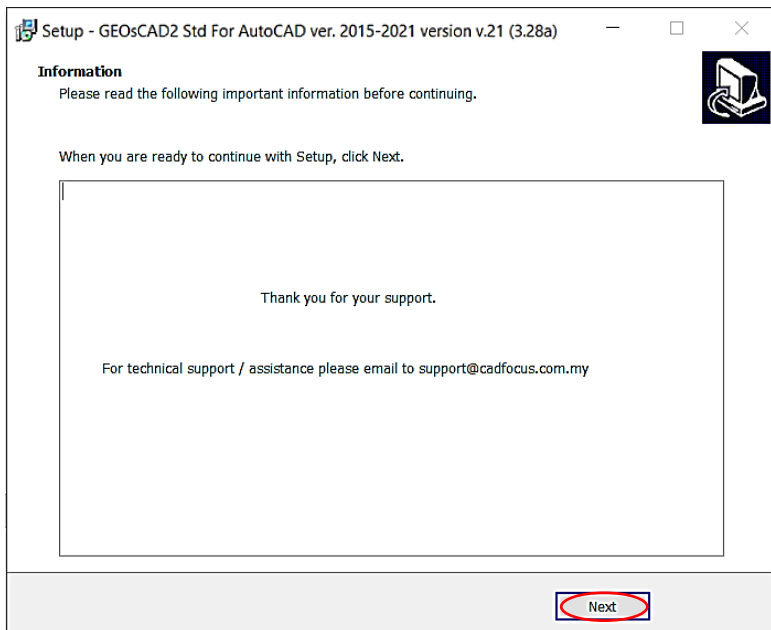 Setup - GEOsCAD2 Std For AutoCAD ver. 2015-2021 version v.21 (3.28a)
Information
Please read the following important information before continuing.
When you are ready to continue with Setup, click Next.
Thank you for your support.
For technical support / assistance please email to support@cadfocus.com.my
Next